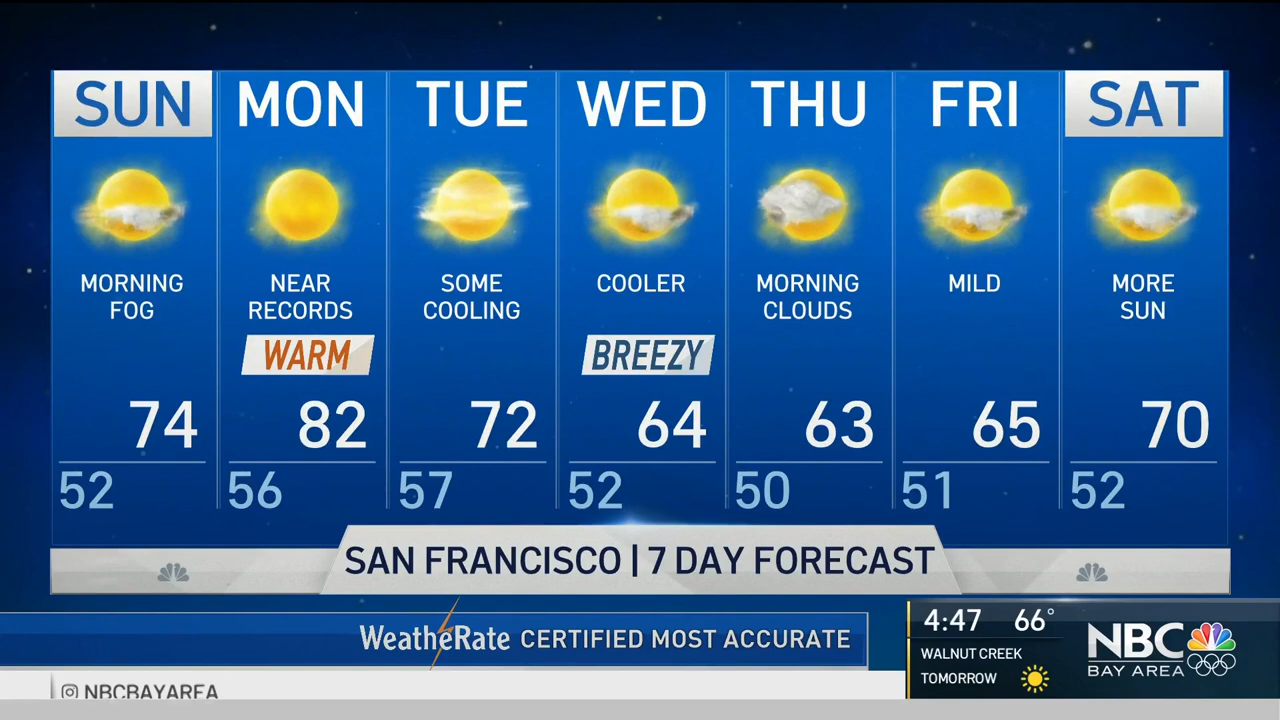 SUN MON TUE WED THU FRI SAT
MORNING FOG
NEAR RECORDS
SOME COOLING
COOLER
MORNING CLOUDS
MILD
MORE SUN
WARM
BREEZY
74 82 72 64 63 65 70
52 56 57 52 50 51 52
SAN FRANCISCO | 7 DAY FORECAST
WeatheRate CERTIFIED MOST ACCURATE
4:47 66°
WALNUT CREEK
TOMORROW
NBC
BAY AREA
NBCBAYAREA